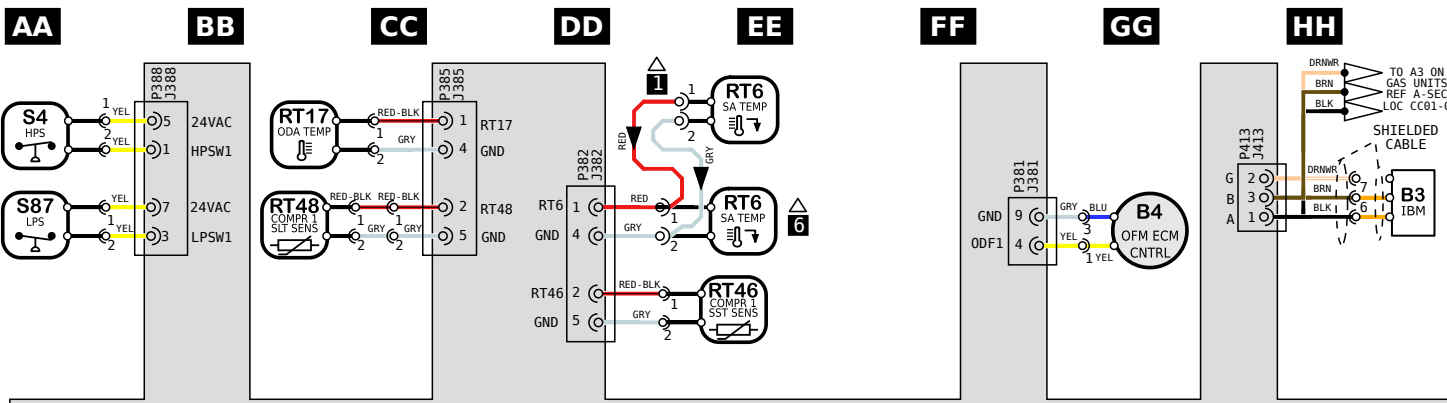 AA
BB
CC
DD
EE
FF
GG
HH
P388
J388
S4
HPS
1
YEL
5
24VAC
2
YEL
1
HPSW1
S87
LPS
1
YEL
7
24VAC
2
YEL
3
LPSW1
P385
J385
RT17
ODA TEMP
RED-BLK
1
1
RT17
GRY
2
4
GND
RT48
COMPR 1
SLT SENS
RED-BLK
RED-BLK
1
1
2
RT48
GRY
GRY
2
2
5
GND
P382
J382
RT6
1
RED
1
GND
4
GRY
2
RT46
2
RED-BLK
1
GND
5
GRY
2
1
RED
GRY
1
2
RT6
SA TEMP
RT6
SA TEMP
6
RT46
COMPR 1
SST SENS
P381
J381
GND
9
GRY
3
BLU
ODF1
4
YEL
1
YEL
B4
OFM ECM
CNTRL
P413
J413
G
2
DRNWR
7
B
3
BRN
6
A
1
BLK
DRNWR
BRN
BLK
TO A3 ON
GAS UNITS
REF A-SEC
LOC CC01-0
SHIELDED
CABLE
B3
IBM